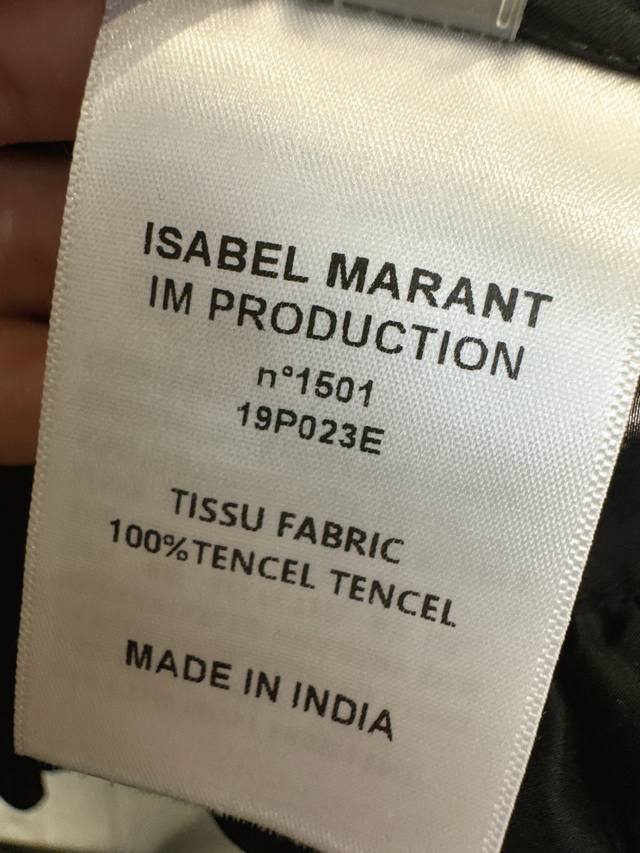 ISABEL MARANT
IM PRODUCTION
n°1501
19P023E
TISSU FABRIC
100%TENCEL TENCEL
MADE IN INDIA